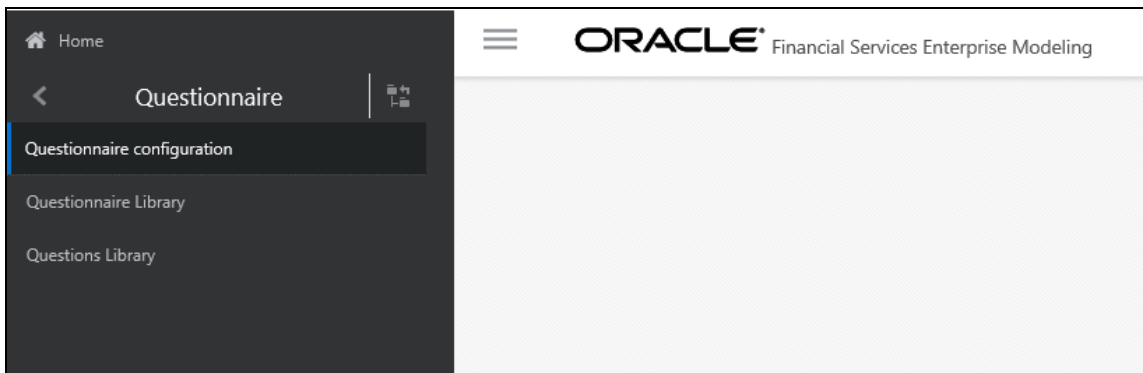 Home
Questionnaire
Questionnaire configuration
Questionnaire Library
Questions Library
ORACLE® Financial Services Enterprise Modeling